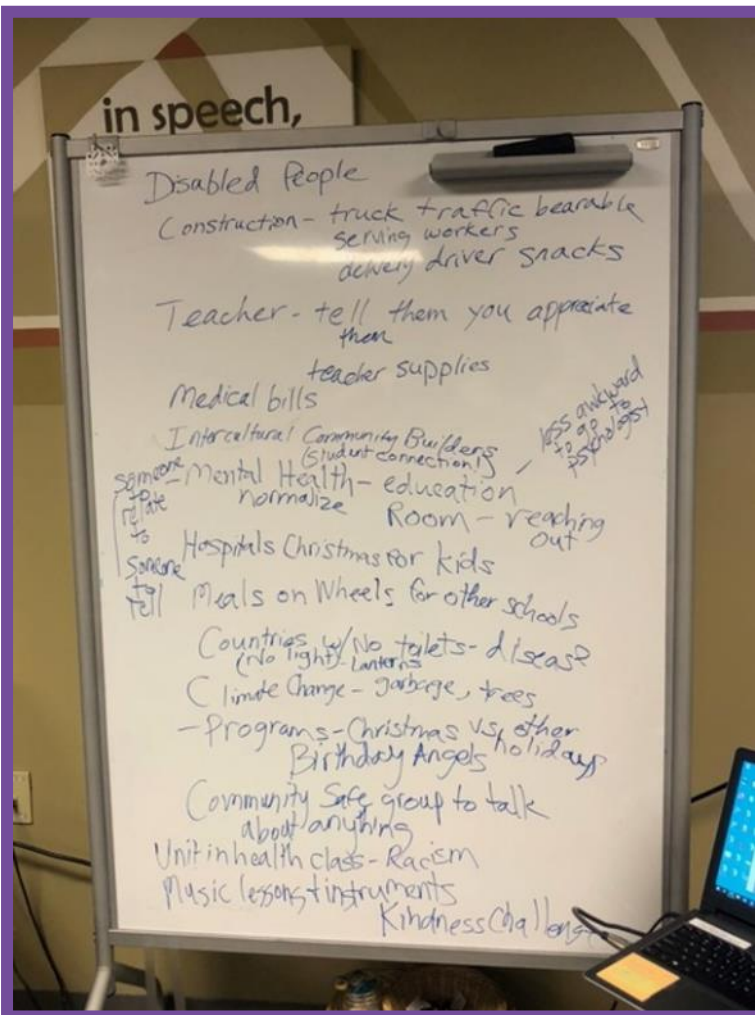 in speech,
Disabled People
Construction - truck traffic bearable
serving workers
delivery driver snacks
Teacher - tell them you appreciate
them
teacher supplies
Medical bills
less awkward
to go to
psychologist
Intercultural Community Builders
(student connection!)
someone
to
relate
to
someone
to
tell
- Mental Health - education
normalize
Room - reaching
out
Hospitals Christmas for kids
Meals on Wheels for other schools
Countries w/No toilets - disease
(No light) - Lanterns
Climate Change - garbage, trees
- Programs - Christmas vs. other
holidays
Birthday Angels
Community Safe group to talk
about anything
Unit in health class - Racism
Music lessons + instruments
Kindness Challenge